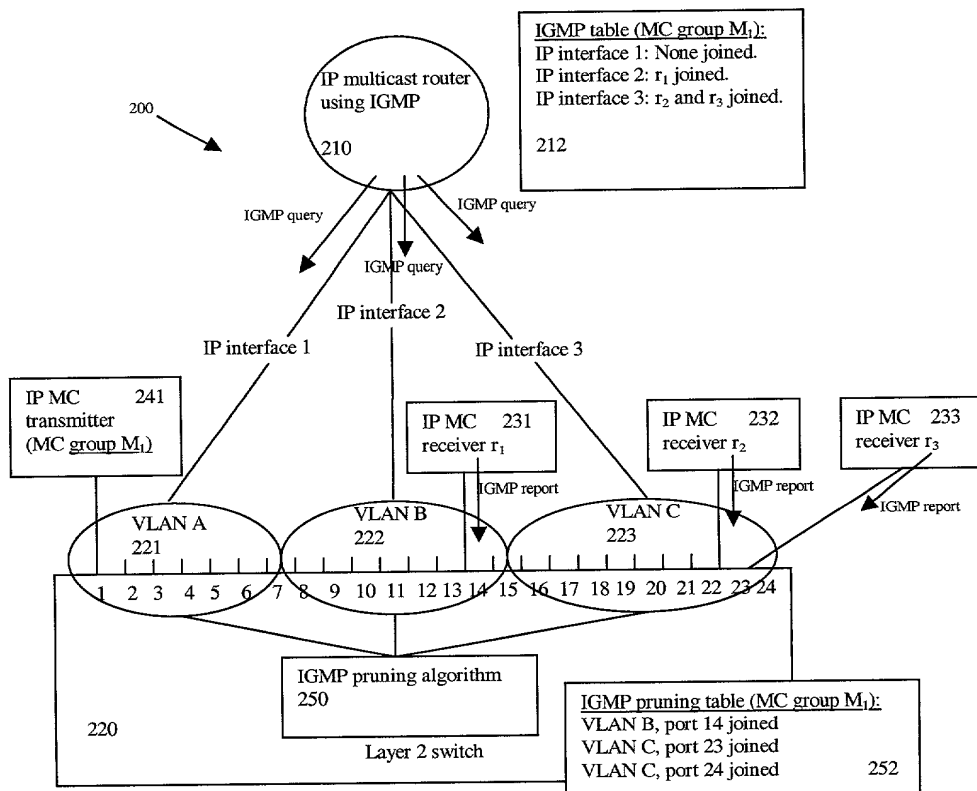 200
IP multicast router
using IGMP
210
IGMP table (MC group M₁):
IP interface 1: None joined.
IP interface 2: r₁ joined.
IP interface 3: r₂ and r₃ joined.
212
IGMP query
IGMP query
IGMP query
IP interface 1
IP interface 2
IP interface 3
IP MC 241
transmitter
(MC group M₁)
IP MC 231
receiver r₁
IP MC 232
receiver r₂
IP MC 233
receiver r₃
IGMP report
IGMP report
IGMP report
VLAN A
221
VLAN B
222
VLAN C
223
1 2 3 4 5 6 7 8 9 10 11 12 13 14 15 16 17 18 19 20 21 22 23 24
IGMP pruning algorithm
250
220
Layer 2 switch
IGMP pruning table (MC group M₁):
VLAN B, port 14 joined
VLAN C, port 23 joined
VLAN C, port 24 joined 252